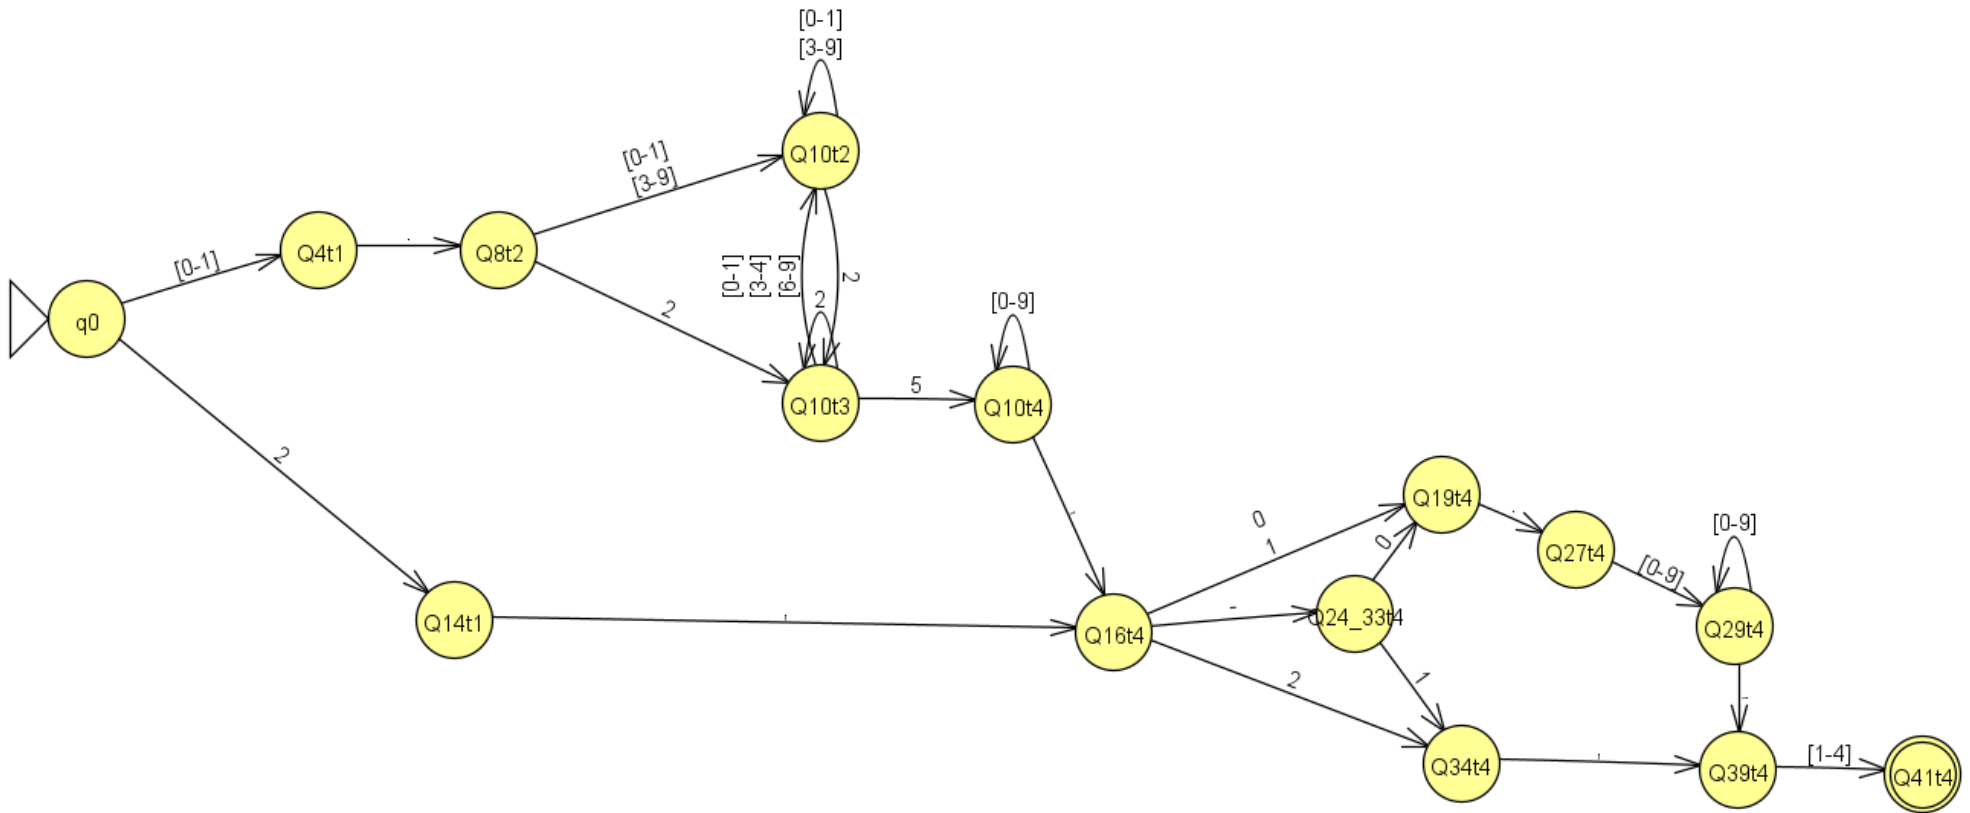 [0-1]
[3-9]
Q10t2
[0-1]
[3-9]
[0-1]
Q4t1
.
Q8t2
2
[0-1]
[3-4]
[6-9]
2
2
Q10t3
5
[0-9]
Q10t4
q0
2
Q14t1
Q16t4
0
1
-
2
Q24_33t4
0
1
Q19t4
.
Q27t4
[0-9]
[0-9]
Q29t4
Q34t4
Q39t4
[1-4]
Q41t4